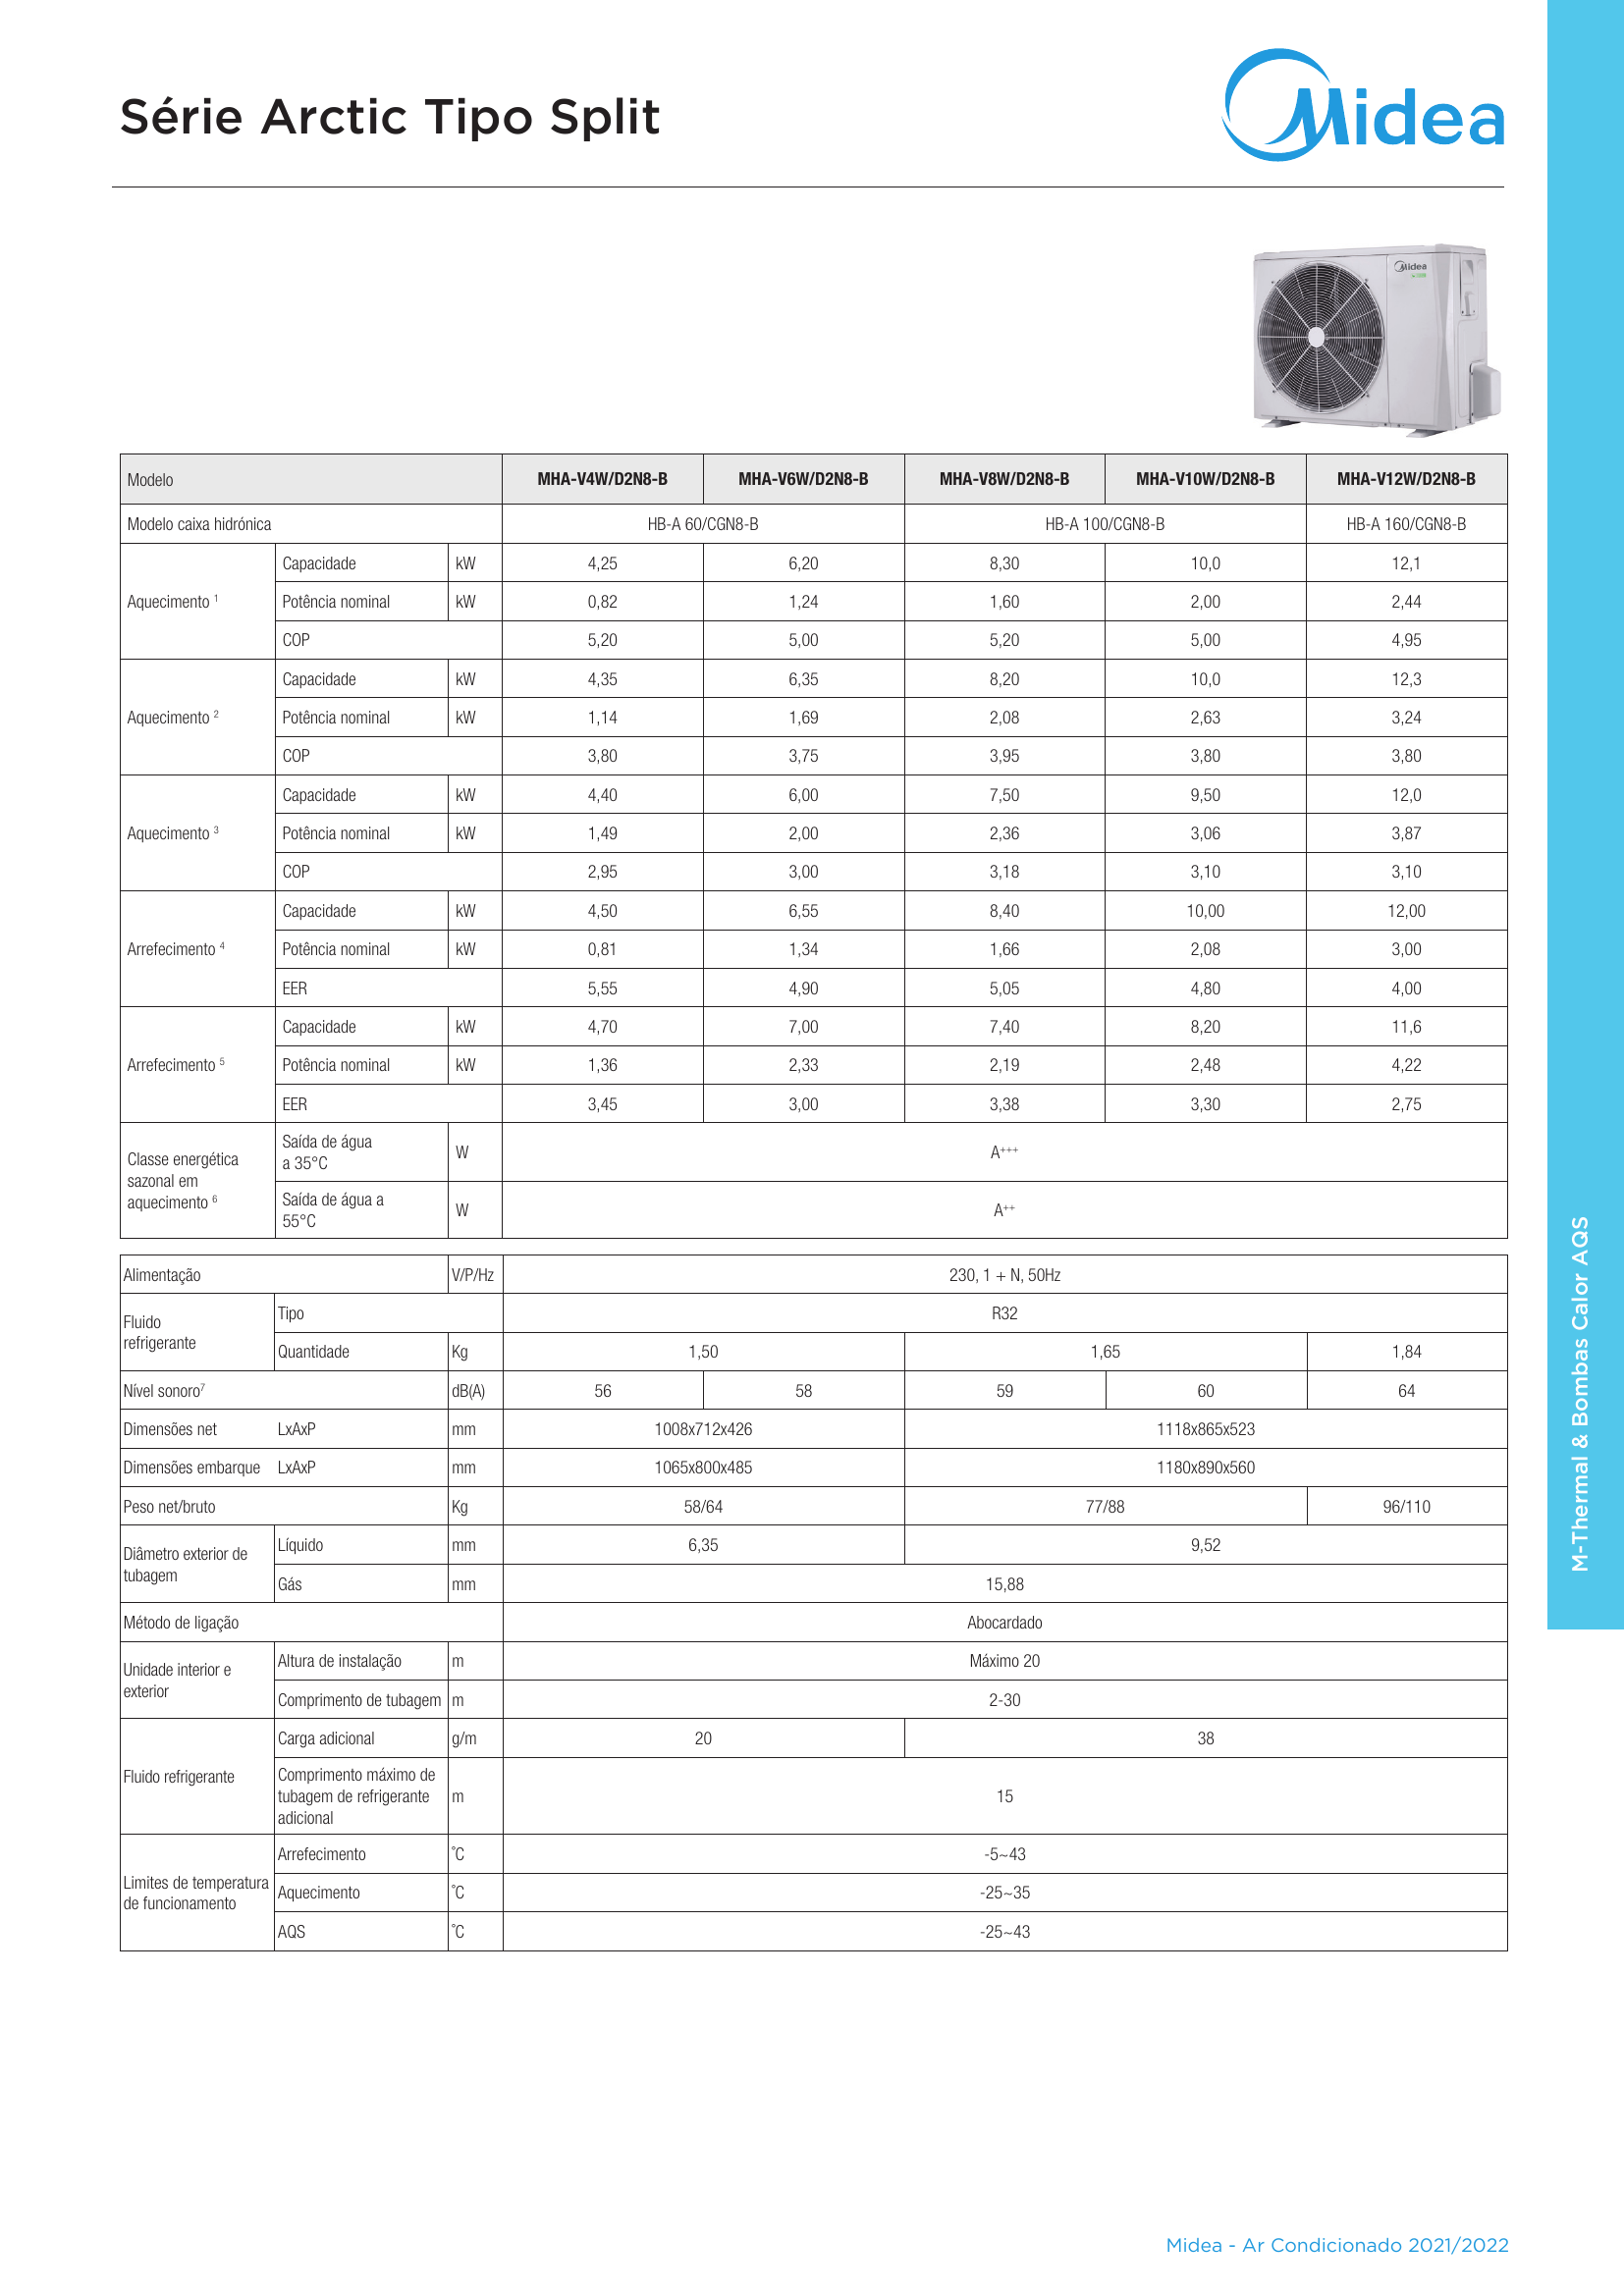 Série Arctic Tipo Split
Midea
Midea
Modelo MHA-V4W/D2N8-B MHA-V6W/D2N8-B MHA-V8W/D2N8-B MHA-V10W/D2N8-B MHA-V12W/D2N8-B
Modelo caixa hidrónica HB-A 60/CGN8-B HB-A 100/CGN8-B HB-A 160/CGN8-B
Aquecimento ¹
Capacidade kW 4,25 6,20 8,30 10,0 12,1
Potência nominal kW 0,82 1,24 1,60 2,00 2,44
COP 5,20 5,00 5,20 5,00 4,95
Aquecimento ²
Capacidade kW 4,35 6,35 8,20 10,0 12,3
Potência nominal kW 1,14 1,69 2,08 2,63 3,24
COP 3,80 3,75 3,95 3,80 3,80
Aquecimento ³
Capacidade kW 4,40 6,00 7,50 9,50 12,0
Potência nominal kW 1,49 2,00 2,36 3,06 3,87
COP 2,95 3,00 3,18 3,10 3,10
Arrefecimento ⁴
Capacidade kW 4,50 6,55 8,40 10,00 12,00
Potência nominal kW 0,81 1,34 1,66 2,08 3,00
EER 5,55 4,90 5,05 4,80 4,00
Arrefecimento ⁵
Capacidade kW 4,70 7,00 7,40 8,20 11,6
Potência nominal kW 1,36 2,33 2,19 2,48 4,22
EER 3,45 3,00 3,38 3,30 2,75
Classe energética
sazonal em
aquecimento ⁶
Saída de água
a 35°C W A⁺⁺⁺
Saída de água a
55°C W A⁺⁺
Alimentação V/P/Hz 230, 1 + N, 50Hz
Fluido
refrigerante
Tipo R32
Quantidade Kg 1,50 1,65 1,84
Nível sonoro⁷ dB(A) 56 58 59 60 64
Dimensões net LxAxP mm 1008x712x426 1118x865x523
Dimensões embarque LxAxP mm 1065x800x485 1180x890x560
Peso net/bruto Kg 58/64 77/88 96/110
Diâmetro exterior de
tubagem
Líquido mm 6,35 9,52
Gás mm 15,88
Método de ligação Abocardado
Unidade interior e
exterior
Altura de instalação m Máximo 20
Comprimento de tubagem m 2-30
Fluido refrigerante
Carga adicional g/m 20 38
Comprimento máximo de
tubagem de refrigerante
adicional m 15
Limites de temperatura
de funcionamento
Arrefecimento °C -5~43
Aquecimento °C -25~35
AQS °C -25~43
M-Thermal & Bombas Calor AQS
Midea - Ar Condicionado 2021/2022